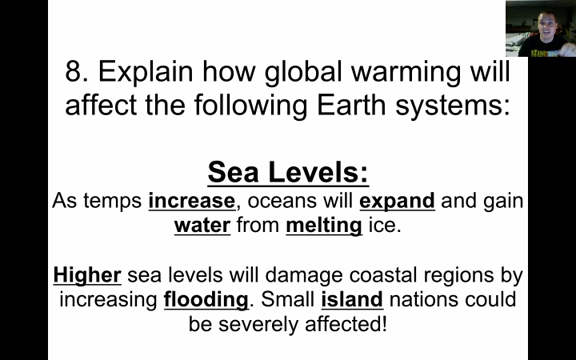 8. Explain how global warming will
affect the following Earth systems:
Sea Levels:
As temps increase, oceans will expand and gain
water from melting ice.
Higher sea levels will damage coastal regions by
increasing flooding. Small island nations could
be severely affected!